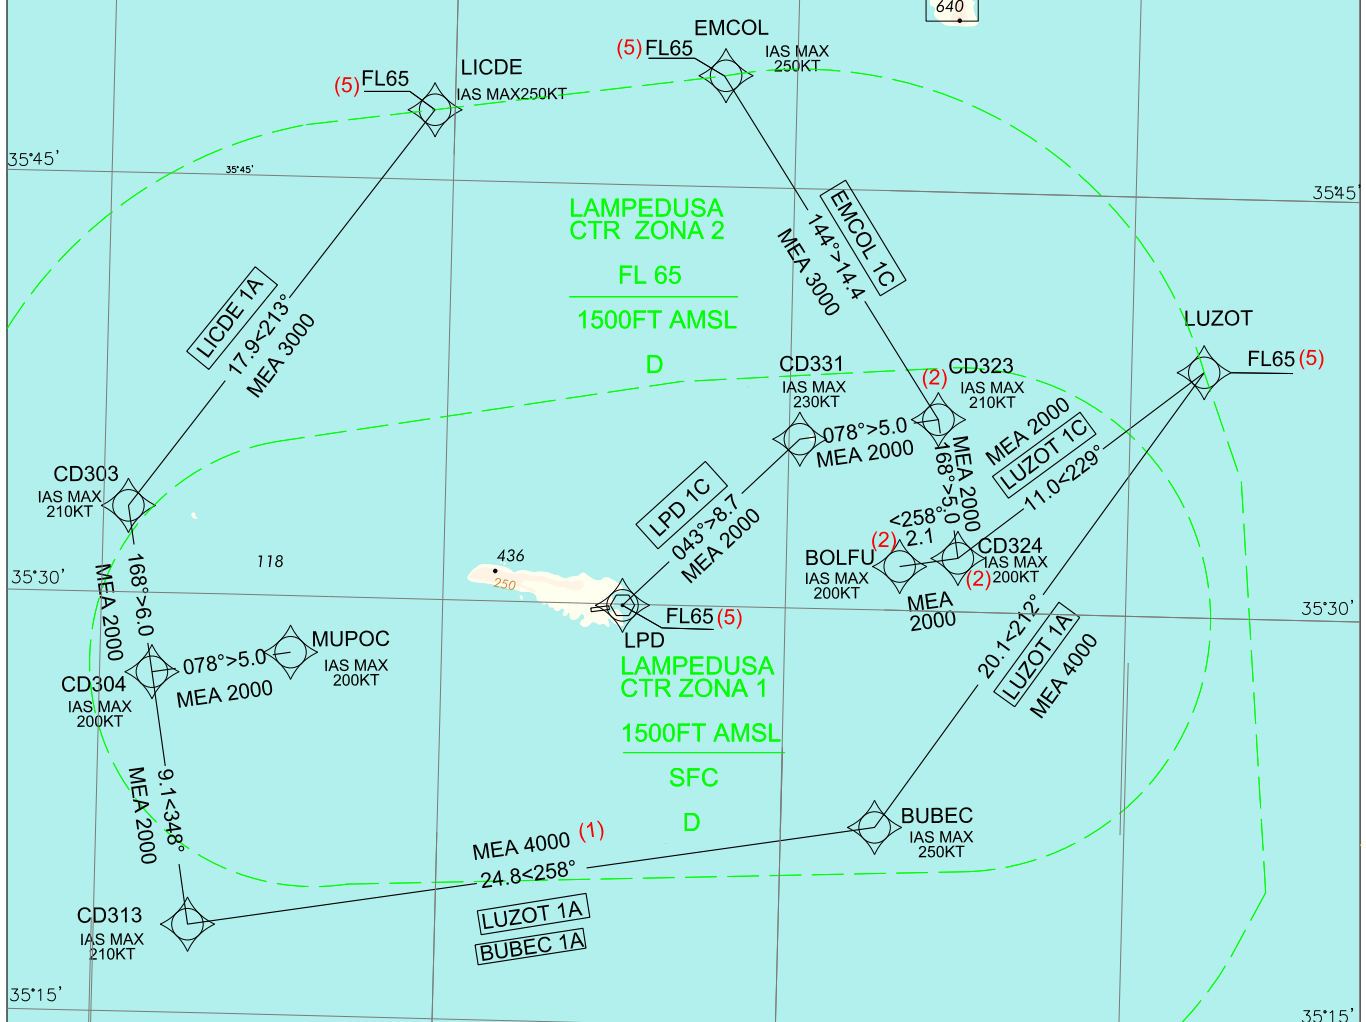 640
EMCOL
(5) FL65
IAS MAX
250KT
LICDE
(5) FL65
IAS MAX250KT
35°45'
35°45'
35°45'
LAMPEDUSA
CTR ZONA 2
FL 65
1500FT AMSL
D
EMCOL 1C
144°>14.4
MEA 3000
LICDE 1A
17.9<213°
MEA 3000
LUZOT
FL65 (5)
CD331
IAS MAX
230KT
(2) CD323
IAS MAX
210KT
078°>5.0
MEA 2000
MEA 2000
168°>5.0
MEA 2000
LUZOT 1C
11.0<229°
CD303
IAS MAX
210KT
LPD 1C
043°>8.7
MEA 2000
<258°
2.1
(2)
BOLFU
IAS MAX
200KT
CD324
IAS MAX
200KT
(2)
MEA
2000
118
436
250
35°30'
35°30'
168°>6.0
MEA 2000
FL65 (5)
LPD
MUPOC
IAS MAX
200KT
078°>5.0
MEA 2000
CD304
IAS MAX
200KT
LAMPEDUSA
CTR ZONA 1
1500FT AMSL
SFC
D
20.1<212°
LUZOT 1A
MEA 4000
9.1<348°
MEA 2000
BUBEC
IAS MAX
250KT
MEA 4000 (1)
24.8<258°
LUZOT 1A
BUBEC 1A
CD313
IAS MAX
210KT
35°15'
35°15'